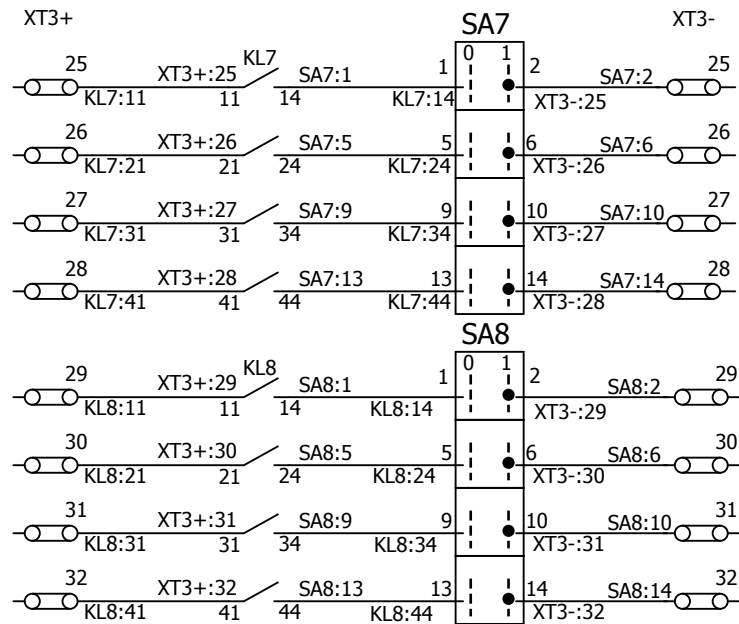 XT3+ SA7 XT3-
0 1
25 XT3+:25 KL7 SA7:1 1 2 SA7:2 25
KL7:11 11 14 KL7:14 XT3-:25
26 XT3+:26 SA7:5 5 6 SA7:6 26
KL7:21 21 24 KL7:24 XT3-:26
27 XT3+:27 SA7:9 9 10 SA7:10 27
KL7:31 31 34 KL7:34 XT3-:27
28 XT3+:28 SA7:13 13 14 SA7:14 28
KL7:41 41 44 KL7:44 XT3-:28
SA8
0 1
29 XT3+:29 KL8 SA8:1 1 2 SA8:2 29
KL8:11 11 14 KL8:14 XT3-:29
30 XT3+:30 SA8:5 5 6 SA8:6 30
KL8:21 21 24 KL8:24 XT3-:30
31 XT3+:31 SA8:9 9 10 SA8:10 31
KL8:31 31 34 KL8:34 XT3-:31
32 XT3+:32 SA8:13 13 14 SA8:14 32
KL8:41 41 44 KL8:44 XT3-:32